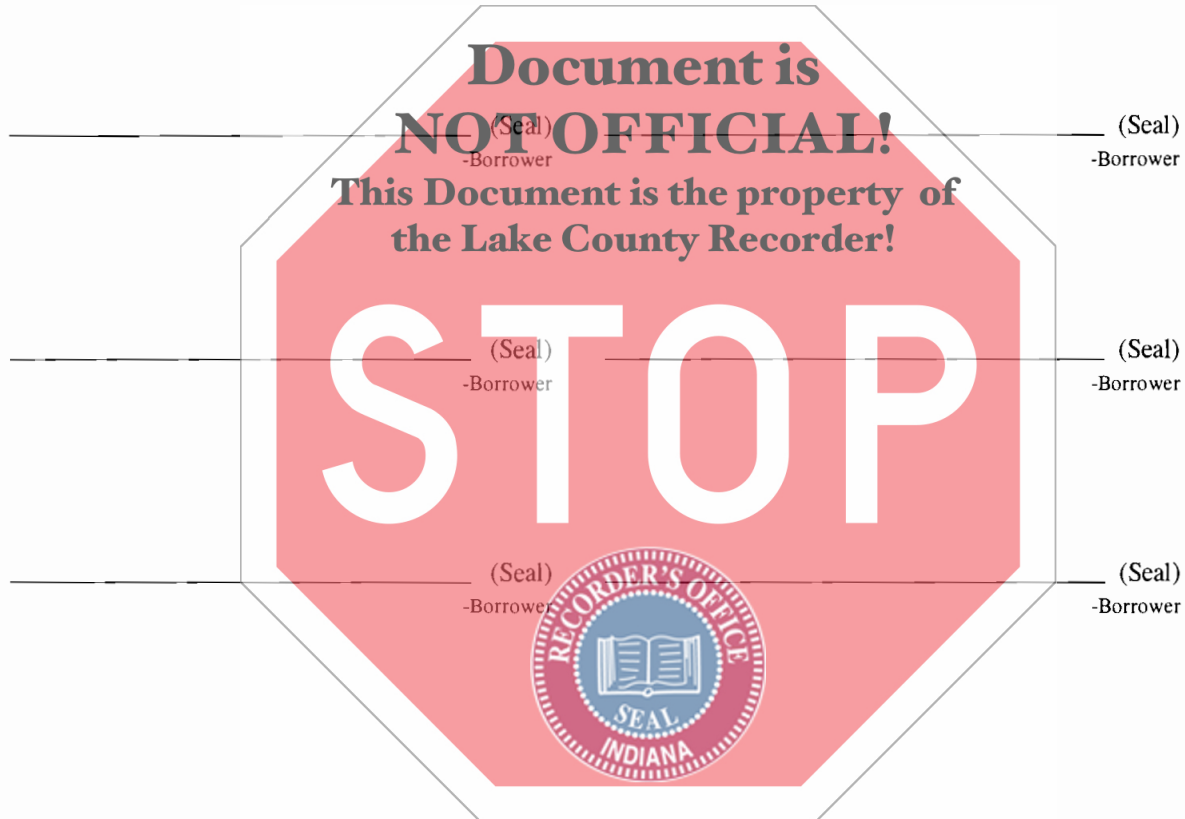 Document is
NOT OFFICIAL!
(Seal) (Seal)
-Borrower -Borrower
This Document is the property of
the Lake County Recorder!
STOP
(Seal) (Seal)
-Borrower -Borrower
(Seal) (Seal)
-Borrower -Borrower
RECORDER'S OFFICE
SEAL
INDIANA